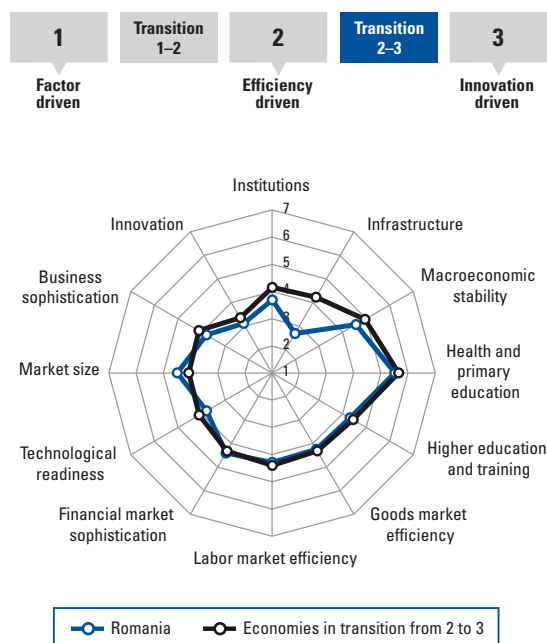 1
Transition
1–2
2
Transition
2–3
3
Factor
driven
Efficiency
driven
Innovation
driven
Institutions
7
6
5
4
3
2
1
Infrastructure
Macroeconomic
stability
Health and
primary
education
Higher education
and training
Goods market
efficiency
Labor market efficiency
Financial market
sophistication
Technological
readiness
Market size
Business
sophistication
Innovation
Romania
Economies in transition from 2 to 3